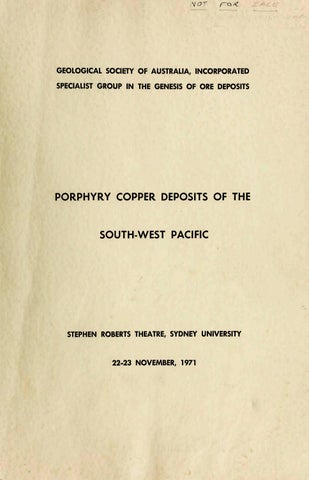 NOT FOR SALE
GEOLOGICAL SOCIETY OF AUSTRALIA, INCORPORATED
SPECIALIST GROUP IN THE GENESIS OF ORE DEPOSITS
PORPHYRY COPPER DEPOSITS OF THE
SOUTH-WEST PACIFIC
STEPHEN ROBERTS THEATRE, SYDNEY UNIVERSITY
22-23 NOVEMBER, 1971